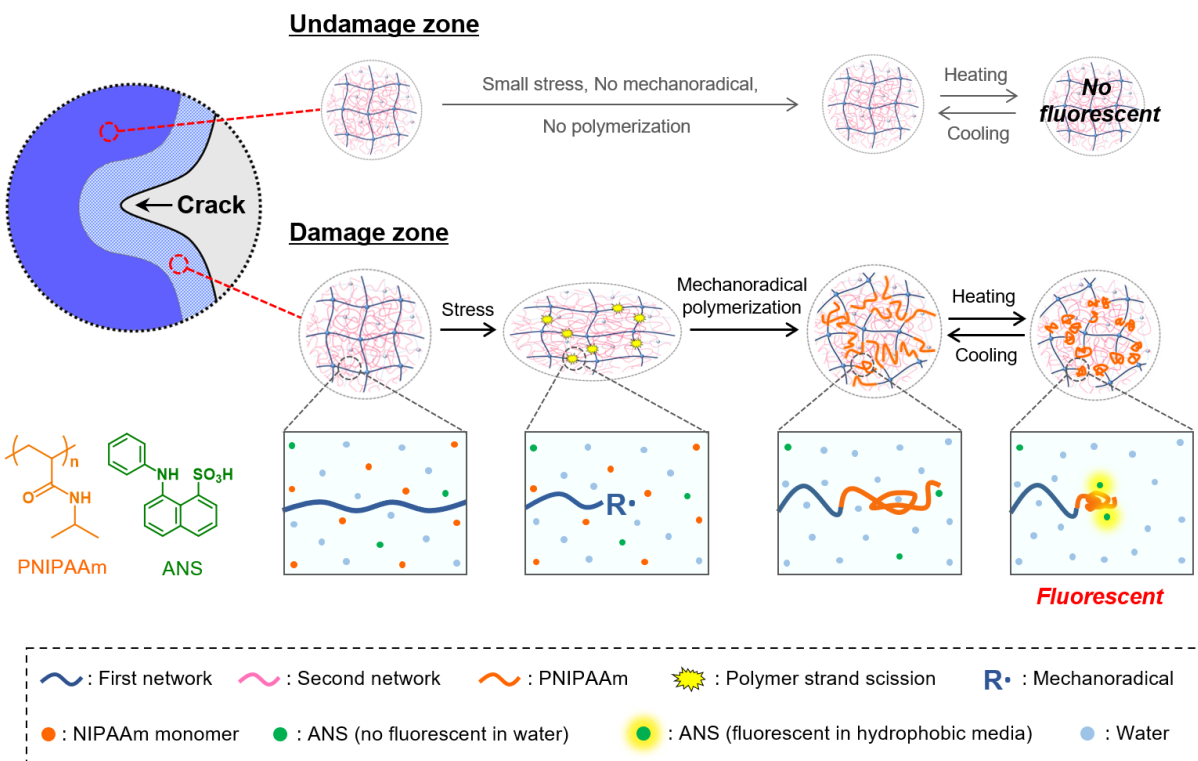 Undamage zone
Small stress, No mechanoradical,
No polymerization
Heating
Cooling
No
fluorescent
Crack
Damage zone
Stress
Mechanoradical
polymerization
Heating
Cooling
R·
n
O
NH
PNIPAAm
NH
SO₃H
ANS
Fluorescent
: First network
: Second network
: PNIPAAm
: Polymer strand scission
R· : Mechanoradical
: NIPAAm monomer
: ANS (no fluorescent in water)
: ANS (fluorescent in hydrophobic media)
: Water